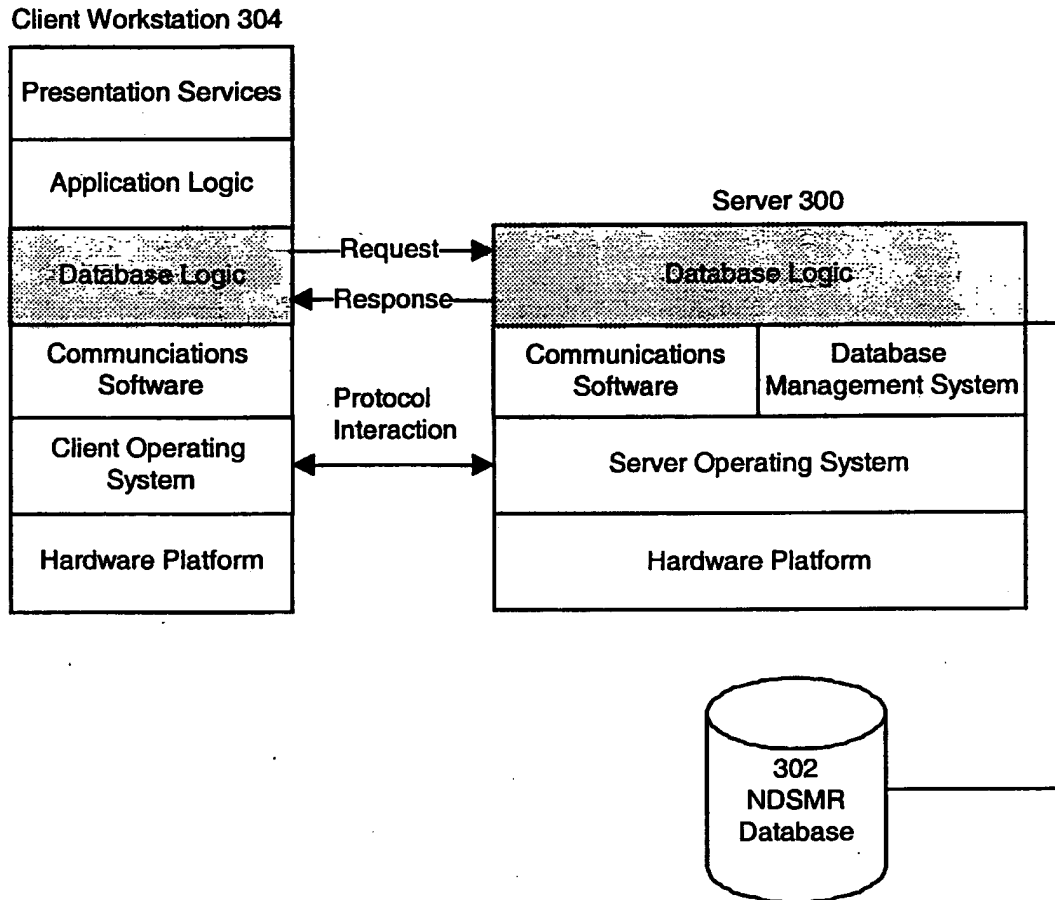 Client Workstation 304
Presentation Services
Application Logic
Database Logic
Communciations
Software
Client Operating
System
Hardware Platform
Request
Response
Protocol
Interaction
Server 300
Database Logic
Communications
Software
Database
Management System
Server Operating System
Hardware Platform
302
NDSMR
Database